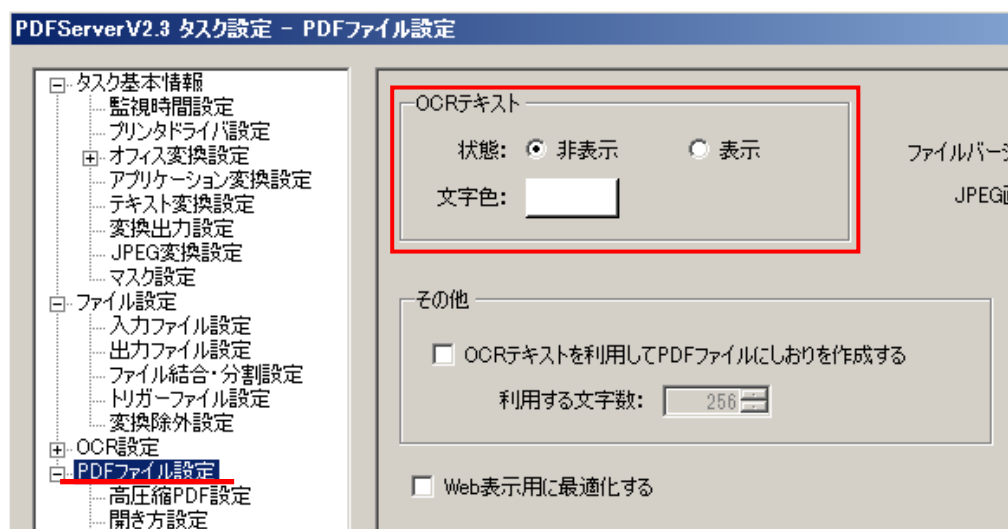 PDFServerV2.3 タスク設定 - PDFファイル設定
タスク基本情報
監視時間設定
プリンタドライバ設定
オフィス変換設定
アプリケーション変換設定
テキスト変換設定
変換出力設定
JPEG変換設定
マスク設定
ファイル設定
入力ファイル設定
出力ファイル設定
ファイル結合・分割設定
トリガーファイル設定
変換除外設定
OCR設定
PDFファイル設定
高圧縮PDF設定
開き方設定
OCRテキスト
状態: 非表示 表示
文字色:
ファイルバー
JPEG
その他
OCRテキストを利用してPDFファイルにしおりを作成する
利用する文字数: 256
Web表示用に最適化する